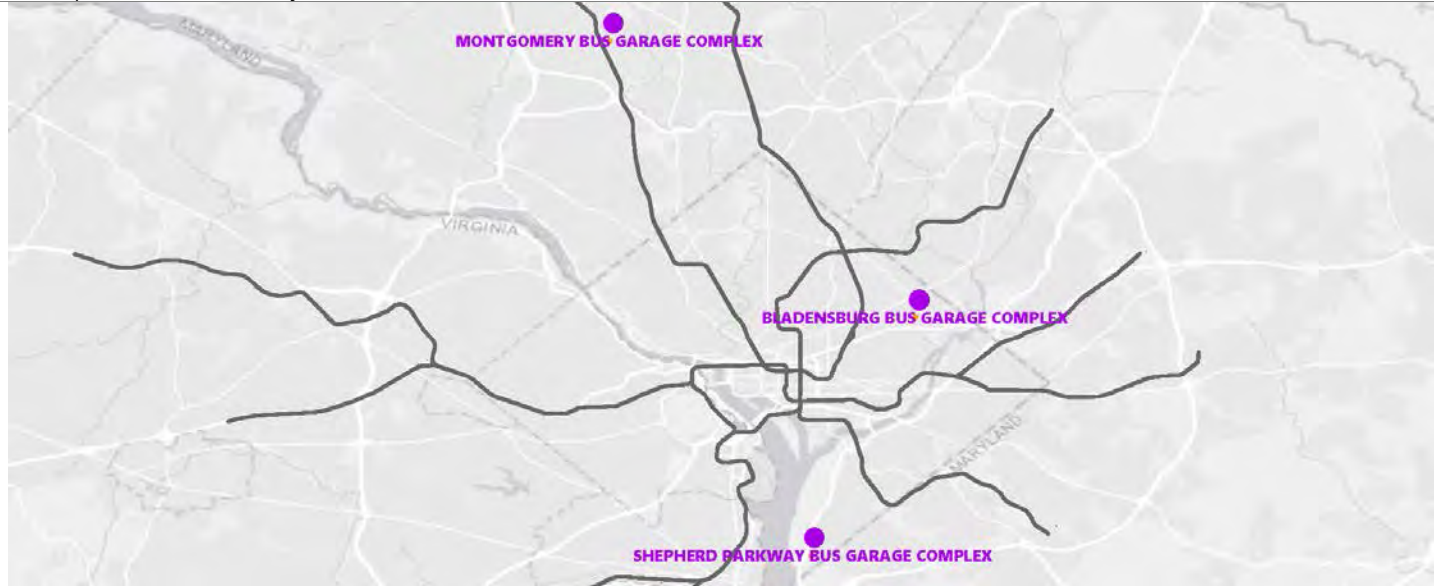 MARYLAND
MONTGOMERY BUS GARAGE COMPLEX
VIRGINIA
BLADENSBURG BUS GARAGE COMPLEX
MARYLAND
SHEPHERD PARKWAY BUS GARAGE COMPLEX